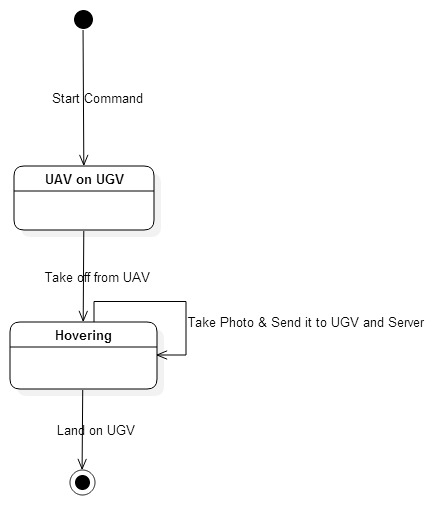 Start Command
UAV on UGV
Take off from UAV
Hovering
Take Photo & Send it to UGV and Server
Land on UGV